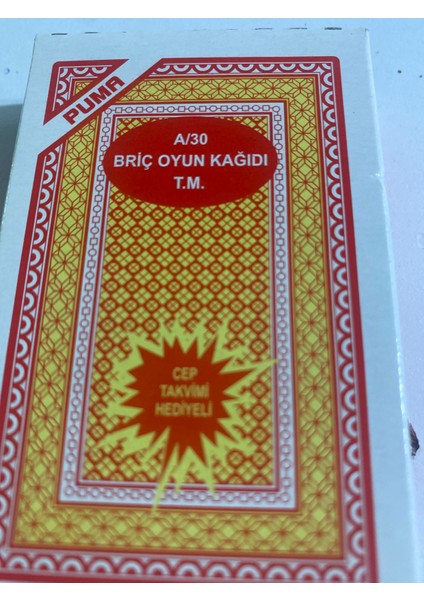 PUMA
A/30
BRİÇ OYUN KAĞIDI
T.M.
CEP
TAKVİMİ
HEDİYELİ